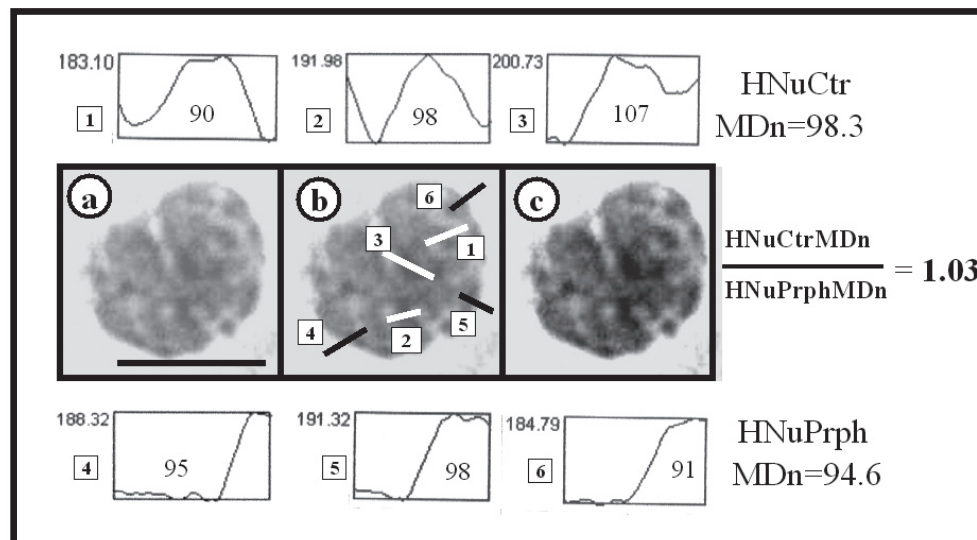 183.10
1
90
191.98
2
98
200.73
3
107
HNuCtr
MDn=98.3
a
b
c
6
1
3
4
2
5
HNuCtrMDn
HNuPrphMDn
= 1.03
188.32
4
95
191.32
5
98
184.79
6
91
HNuPrph
MDn=94.6